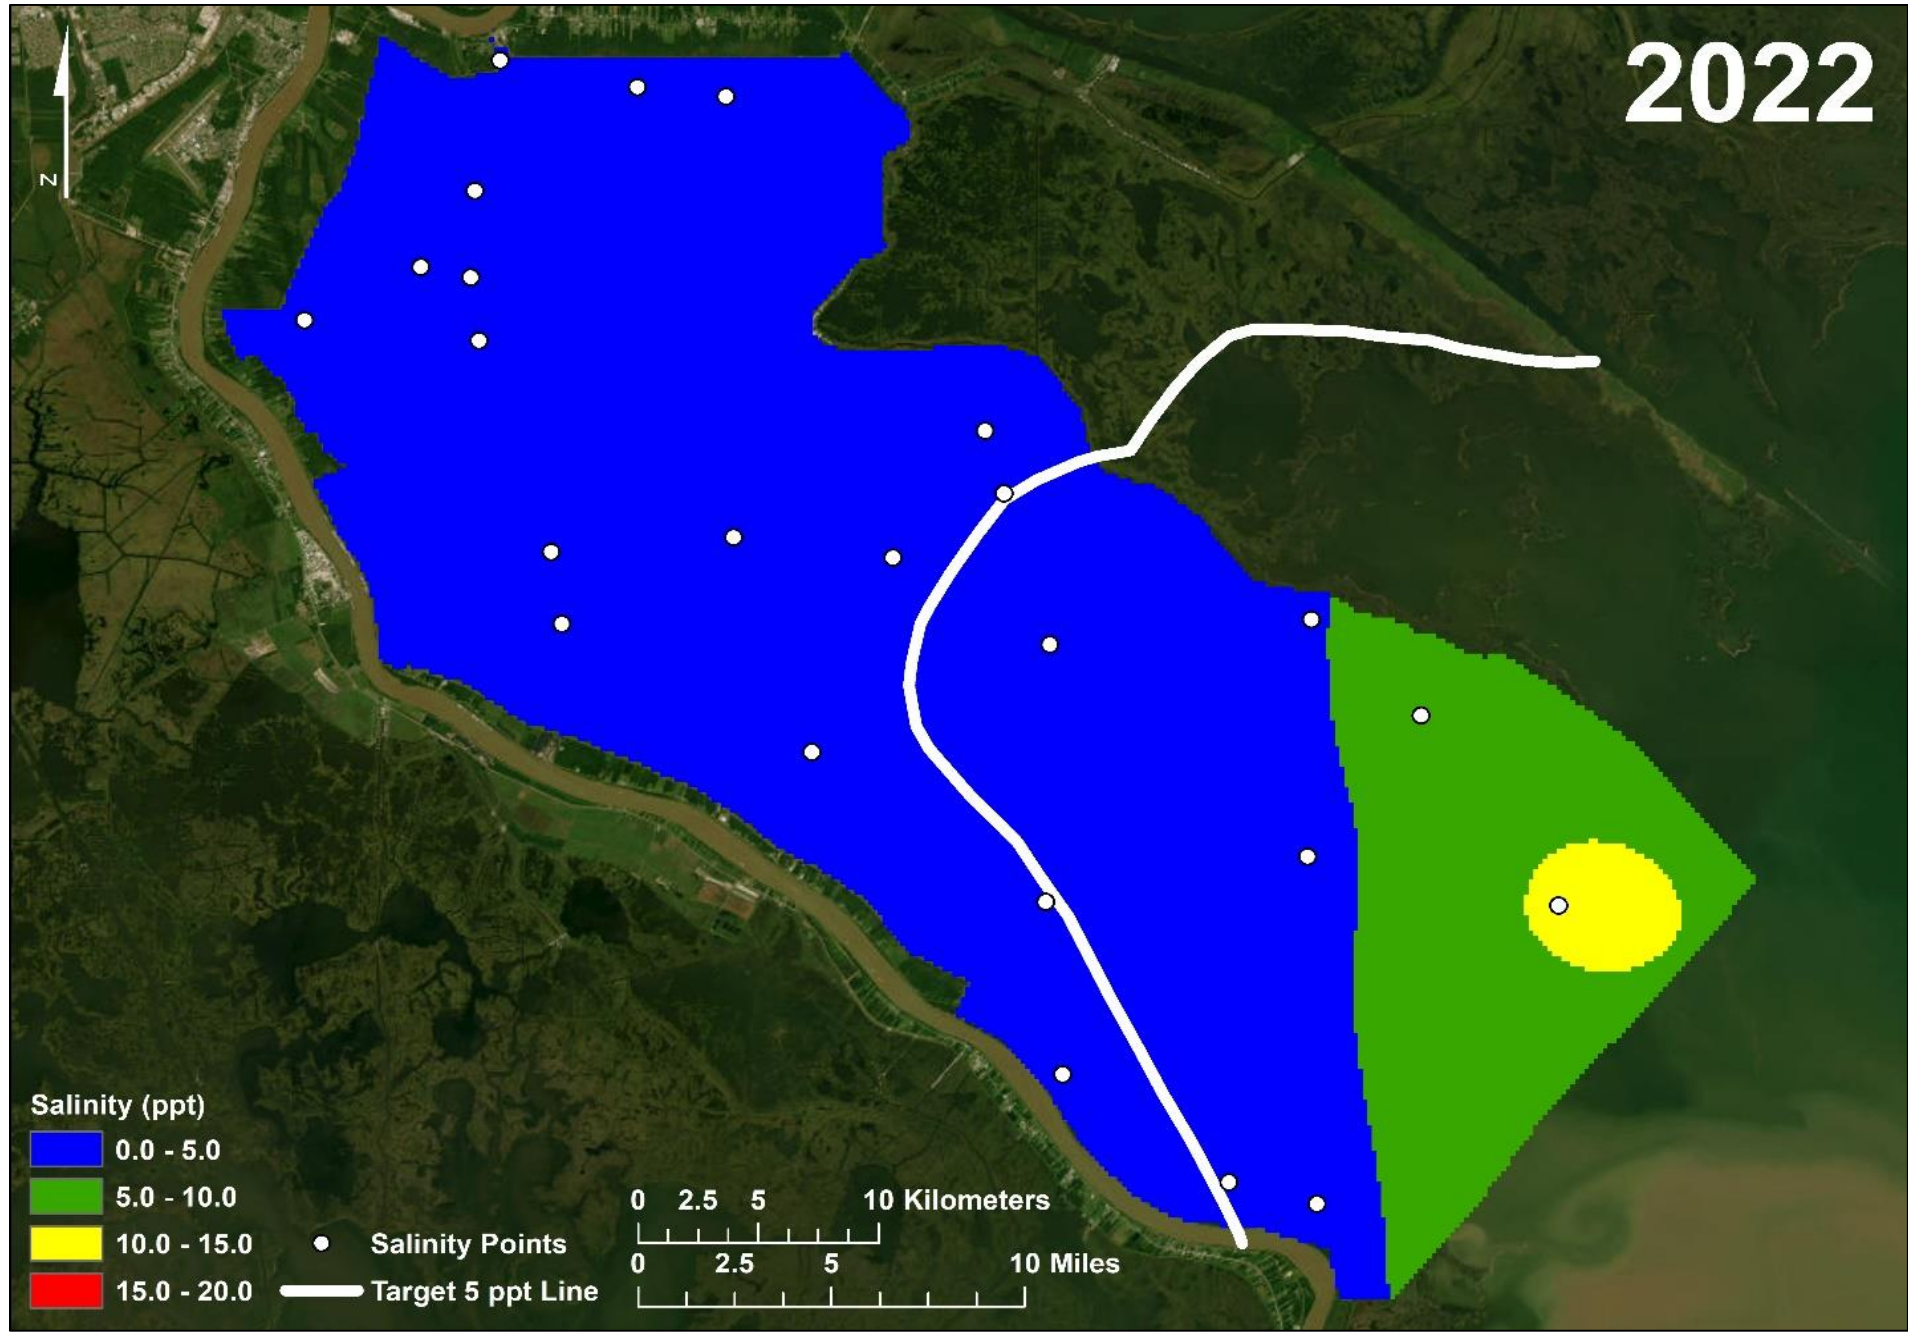 2022
N
Salinity (ppt)
0.0 - 5.0
5.0 - 10.0
10.0 - 15.0
15.0 - 20.0
Salinity Points
Target 5 ppt Line
0 2.5 5 10 Kilometers
0 2.5 5 10 Miles